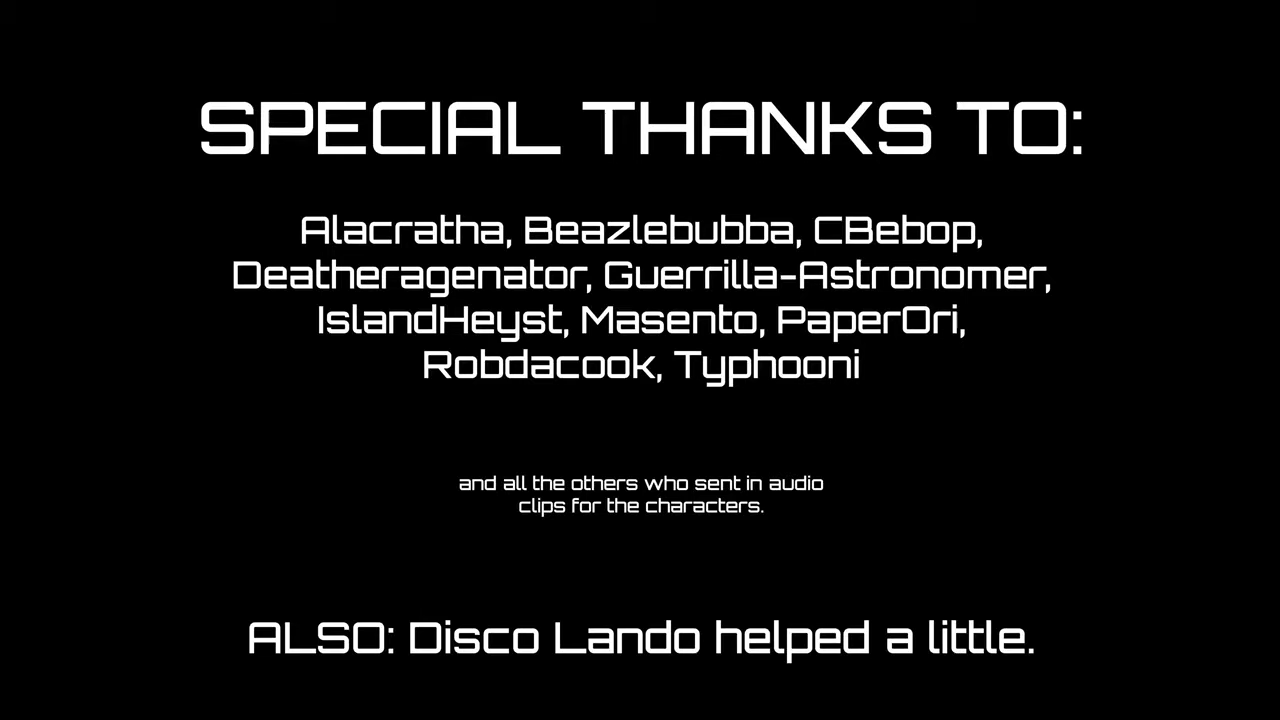 SPECIAL THANKS TO:
Alacratha, Beazlebubba, CBebop,
Deatheragenator, Guerrilla-Astronomer,
IslandHeyst, Masento, PaperOri,
Robdacook, Typhooni
and all the others who sent in audio
clips for the characters.
ALSO: Disco Lando helped a little.